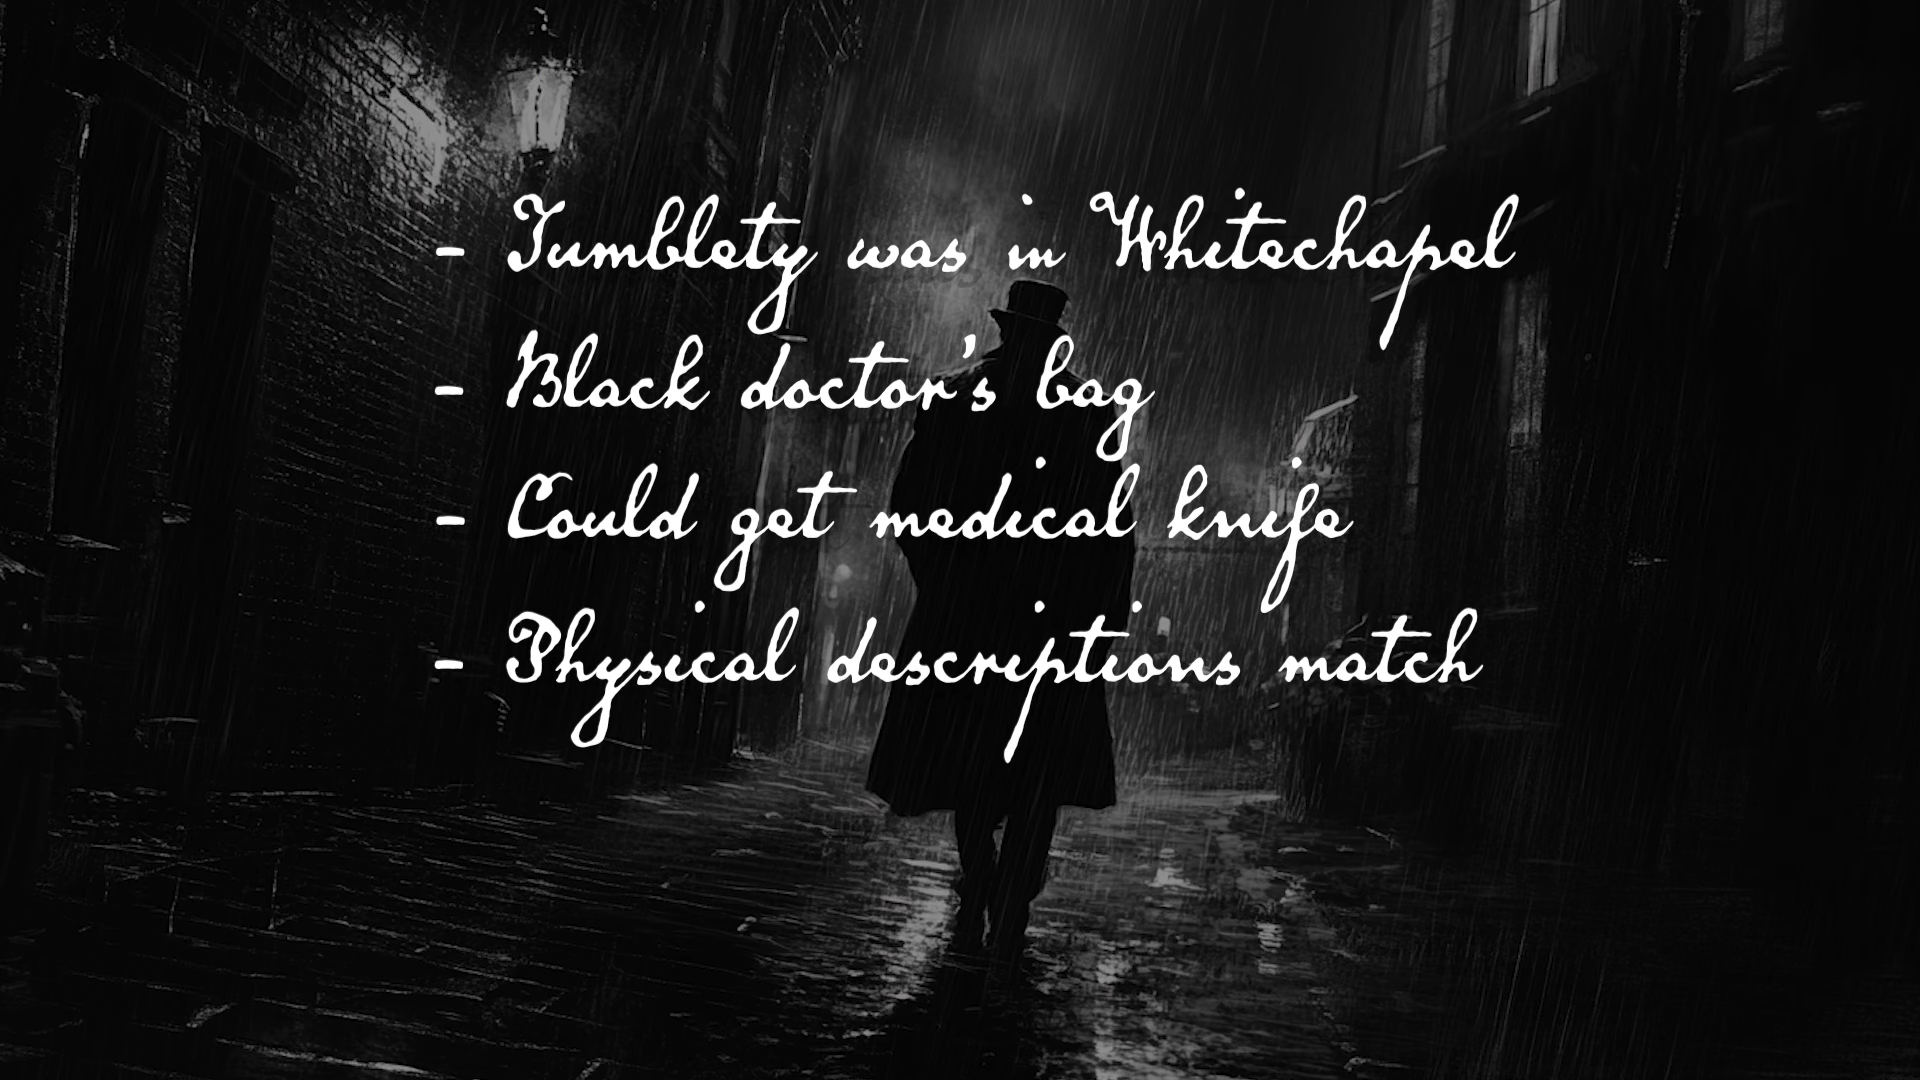 - Tumblety was in Whitechapel
- Black doctor's bag
- Could get medical knife
- Physical descriptions match